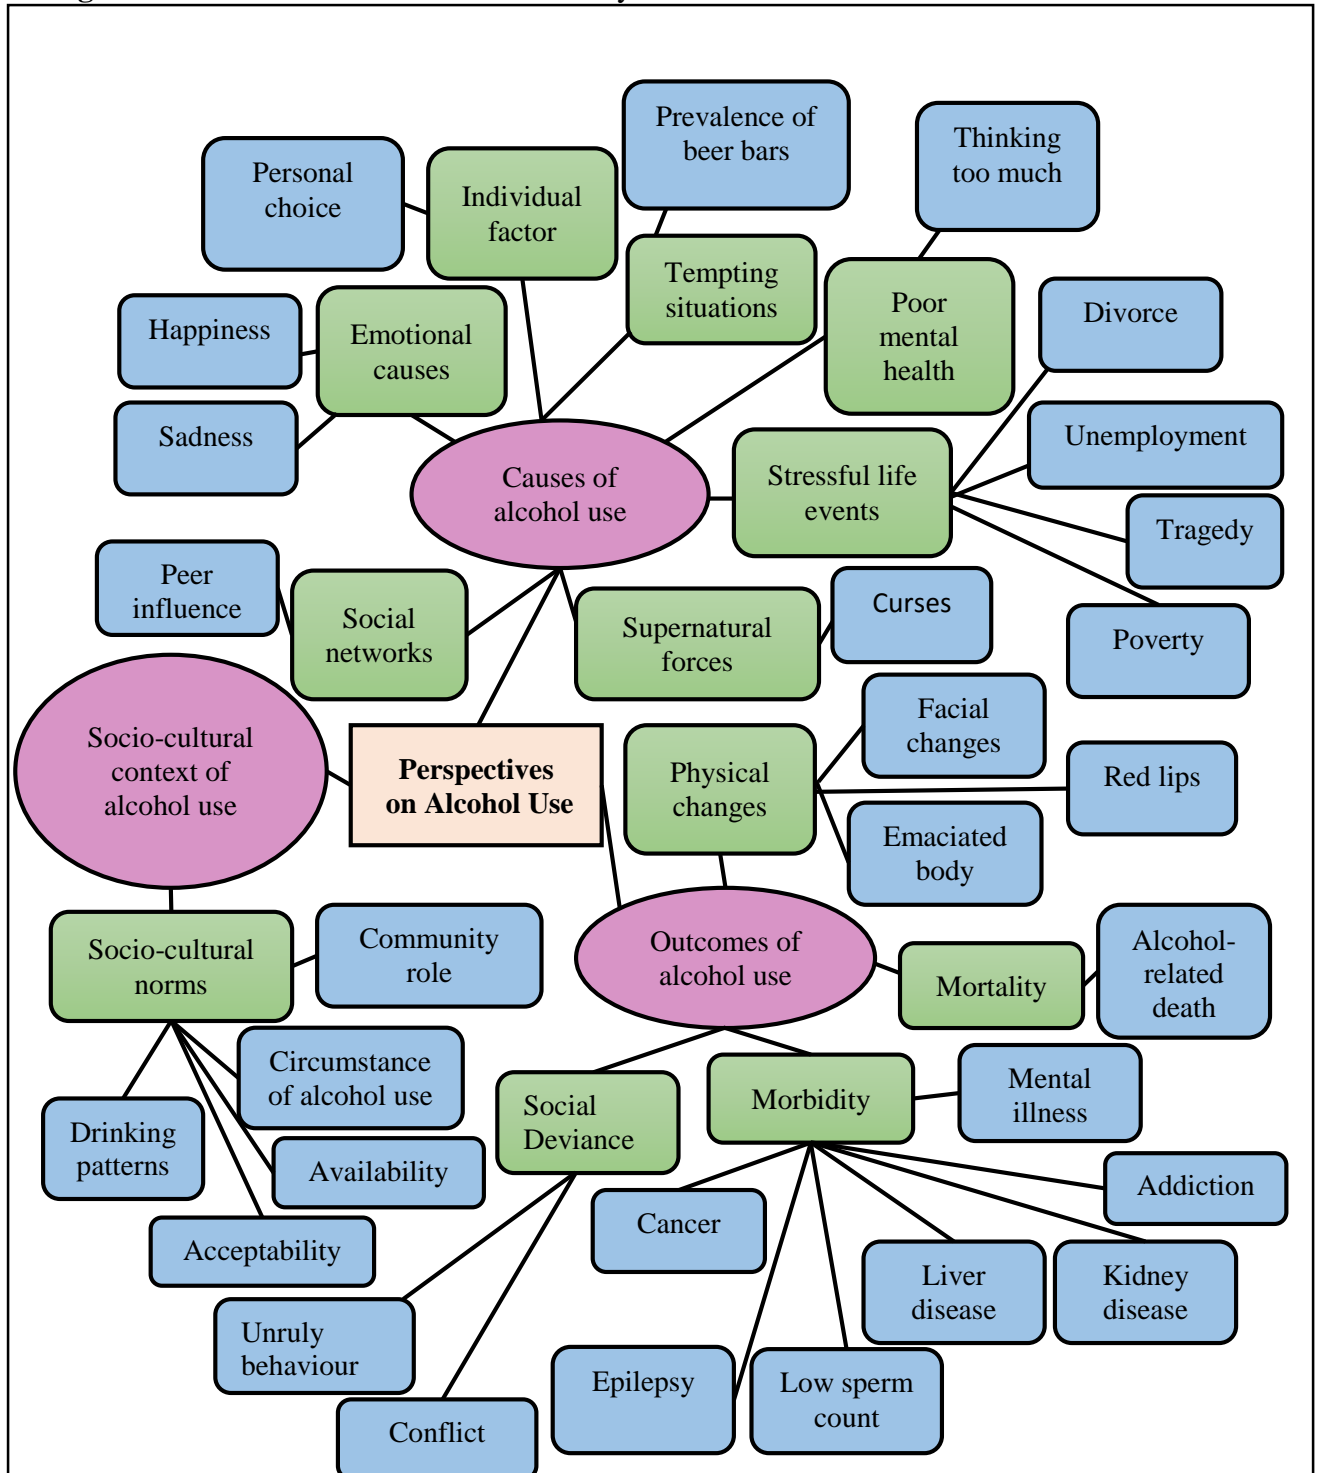 Prevalence of
beer bars
Thinking
too much
Personal
choice
Individual
factor
Tempting
situations
Poor
mental
health
Divorce
Happiness
Emotional
causes
Sadness
Unemployment
Causes of
alcohol use
Stressful life
events
Tragedy
Peer
influence
Social
networks
Supernatural
forces
Curses
Poverty
Socio-cultural
context of
alcohol use
Perspectives
on Alcohol Use
Physical
changes
Facial
changes
Red lips
Emaciated
body
Socio-cultural
norms
Community
role
Outcomes of
alcohol use
Mortality
Alcohol-
related
death
Circumstance
of alcohol use
Drinking
patterns
Availability
Acceptability
Social
Deviance
Morbidity
Mental
illness
Addiction
Cancer
Liver
disease
Kidney
disease
Unruly
behaviour
Epilepsy
Low sperm
count
Conflict